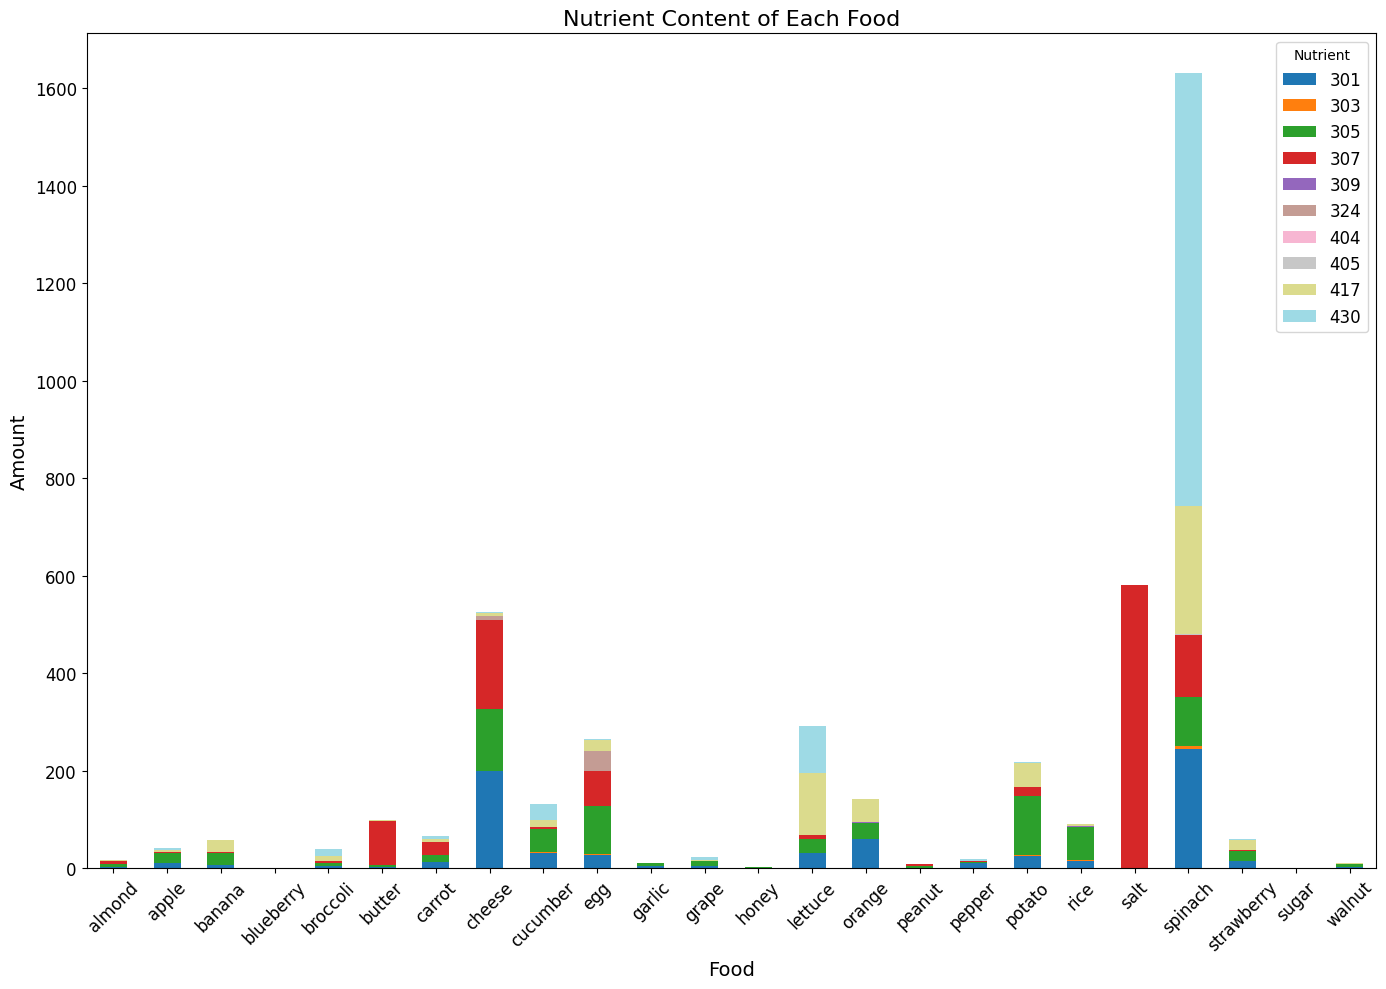 Nutrient Content of Each Food
Nutrient
301
303
305
307
309
324
404
405
417
430
1600
1400
1200
1000
800
600
400
200
0
Amount
almond
apple
banana
blueberry
broccoli
butter
carrot
cheese
cucumber
egg
garlic
grape
honey
lettuce
orange
peanut
pepper
potato
rice
salt
spinach
strawberry
sugar
walnut
Food